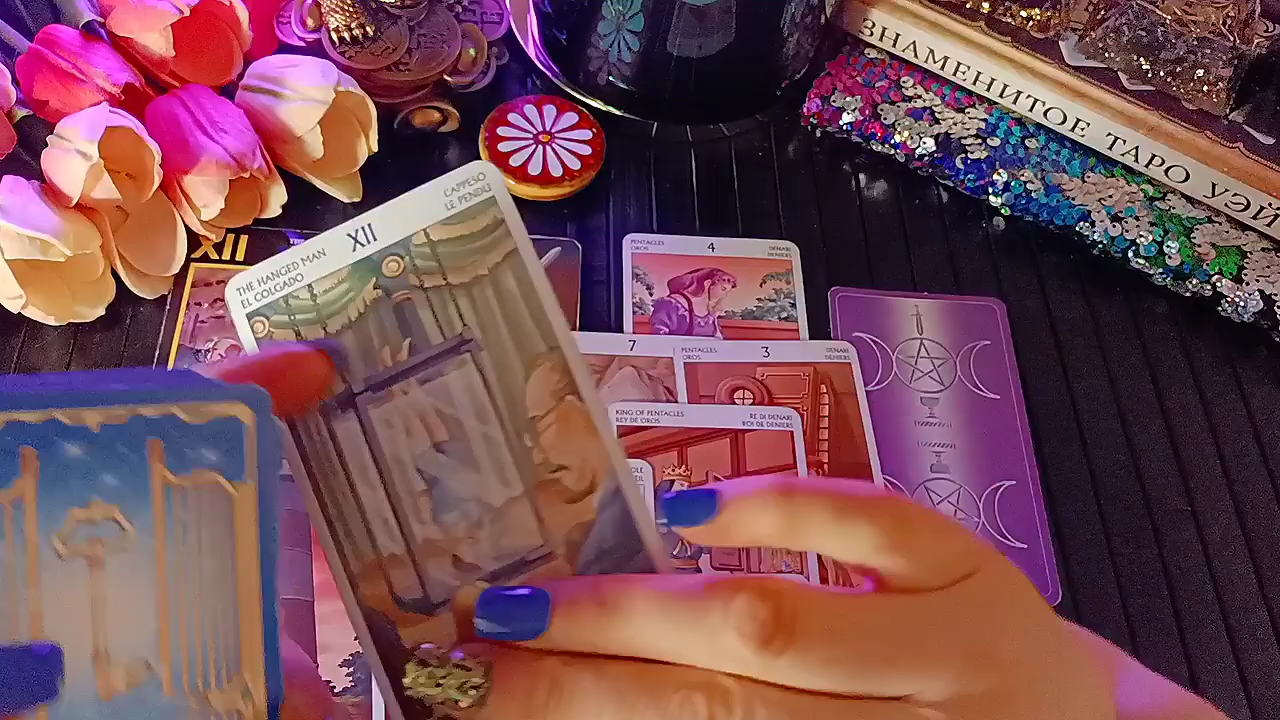 ЗНАМЕНИТОЕ ТАРО УЭЙ
XII
THE HANGED MAN
EL COLGADO
XII
L'APPESO
LE PENDU
PENTACLES
OROS
4
DENARI
DENIERS
7
PENTACLES
OROS
3
DENARI
DENIERS
KING OF PENTACLES
REY DE OROS
RE DI DENARI
ROI DE DENIERS